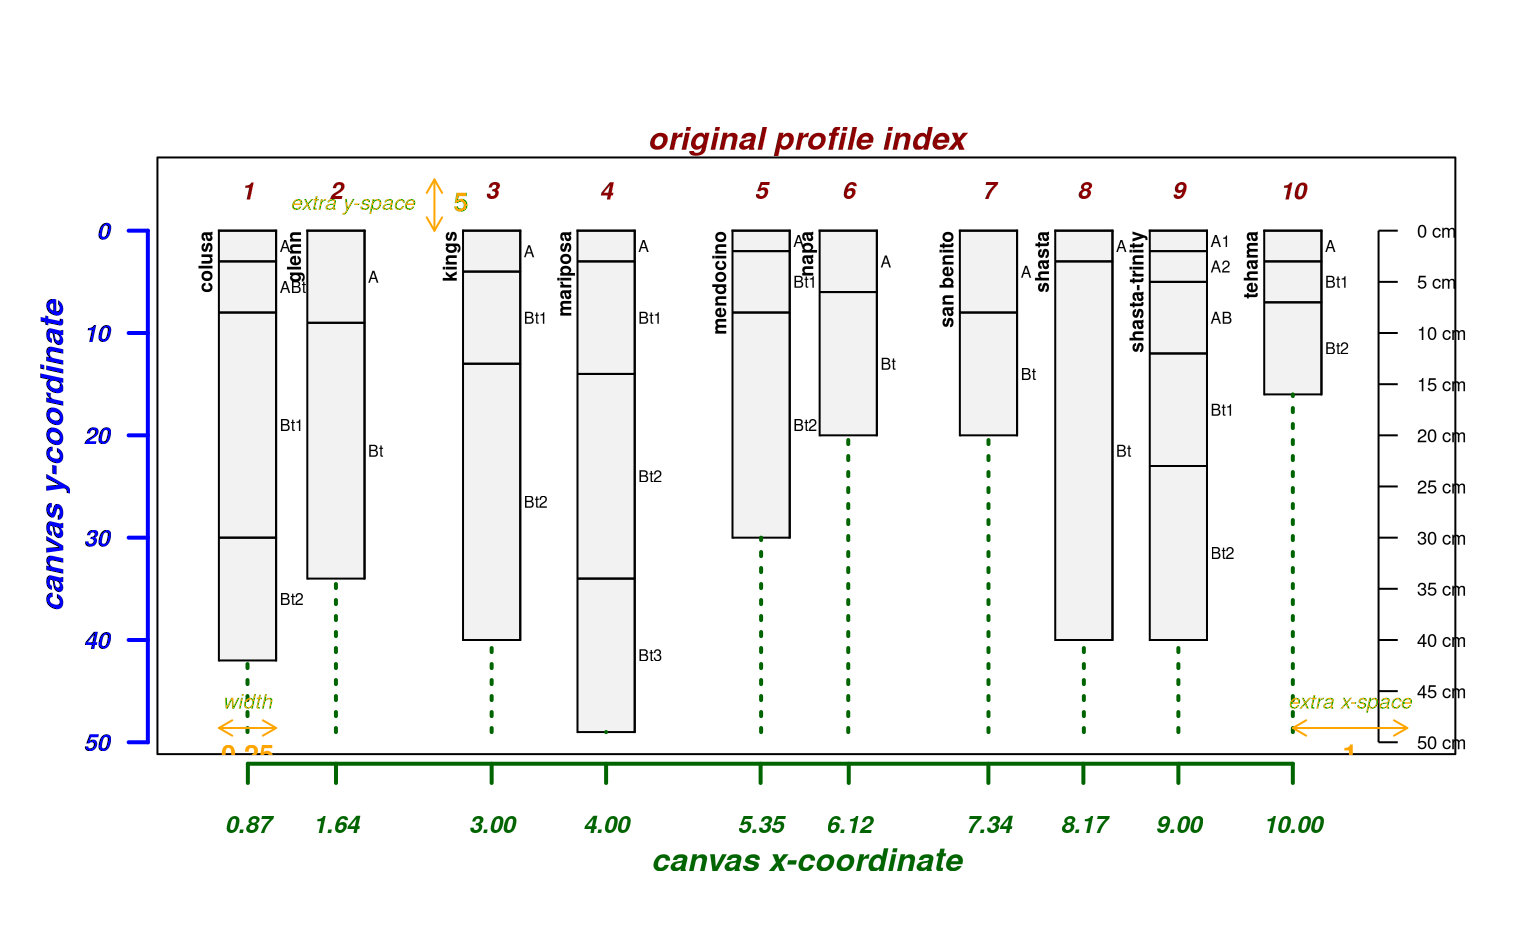 original profile index
1 2 3 4 5 6 7 8 9 10
extra y-space 5
canvas y-coordinate
0
10
20
30
40
50
colusa
A
ABt
Bt1
Bt2
glenn
A
Bt
kings
A
Bt1
Bt2
mariposa
A
Bt1
Bt2
Bt3
mendocino
A
Bt1
Bt2
napa
A
Bt
san benito
A
Bt
shasta
A
Bt
shasta-trinity
A1
A2
AB
Bt1
Bt2
tehama
A
Bt1
Bt2
0 cm
5 cm
10 cm
15 cm
20 cm
25 cm
30 cm
35 cm
40 cm
45 cm
50 cm
width
0.25
extra x-space
1
0.87 1.64 3.00 4.00 5.35 6.12 7.34 8.17 9.00 10.00
canvas x-coordinate